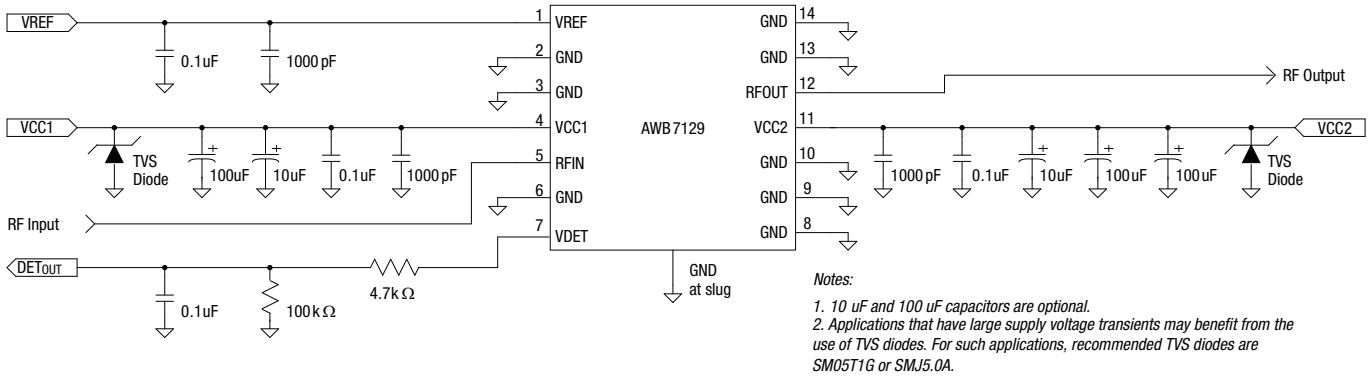 VREF
1 VREF
0.1uF
1000 pF
2 GND
3 GND
VCC1
4 VCC1
TVS
Diode
100uF
10uF
0.1uF
1000 pF
5 RFIN
RF Input
6 GND
7 VDET
DETOUT
0.1uF
100kΩ
4.7kΩ
AWB7129
GND
at slug
GND 14
GND 13
RFOUT 12
RF Output
VCC2 11
VCC2
1000pF
0.1uF
10uF
100uF
100uF
TVS
Diode
GND 10
GND 9
GND 8
Notes:
1. 10 uF and 100 uF capacitors are optional.
2. Applications that have large supply voltage transients may benefit from the
use of TVS diodes. For such applications, recommended TVS diodes are
SM05T1G or SMJ5.0A.